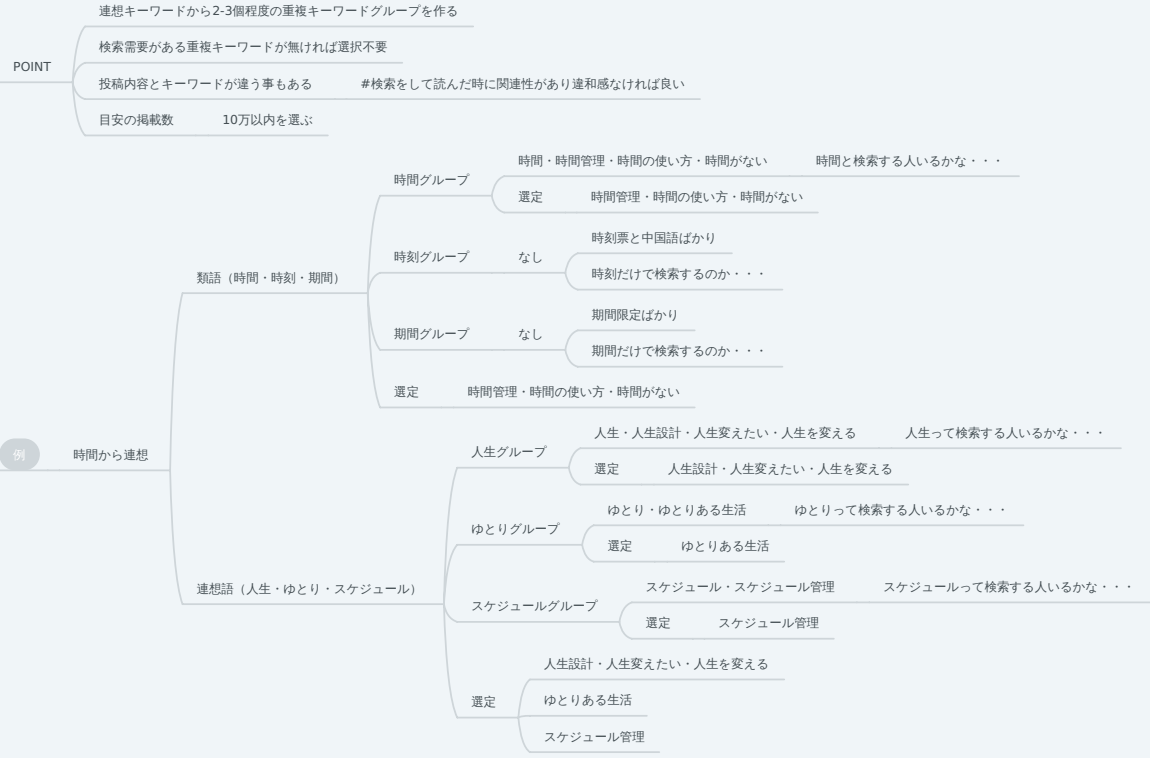 連想キーワードから2-3個程度の重複キーワードグループを作る
検索需要がある重複キーワードが無ければ選択不要
POINT
投稿内容とキーワードが違う事もある #検索をして読んだ時に関連性があり違和感なければ良い
目安の掲載数 10万以内を選ぶ
時間・時間管理・時間の使い方・時間がない 時間と検索する人いるかな・・・
時間グループ
選定 時間管理・時間の使い方・時間がない
時刻票と中国語ばかり
時刻グループ なし
時刻だけで検索するのか・・・
類語（時間・時刻・期間）
期間限定ばかり
期間グループ なし
期間だけで検索するのか・・・
選定 時間管理・時間の使い方・時間がない
例 時間から連想
人生・人生設計・人生変えたい・人生を変える 人生って検索する人いるかな・・・
人生グループ
選定 人生設計・人生変えたい・人生を変える
ゆとり・ゆとりある生活 ゆとりって検索する人いるかな・・・
ゆとりグループ
選定 ゆとりある生活
連想語（人生・ゆとり・スケジュール）
スケジュール・スケジュール管理 スケジュールって検索する人いるかな・・・
スケジュールグループ
選定 スケジュール管理
人生設計・人生変えたい・人生を変える
選定 ゆとりある生活
スケジュール管理